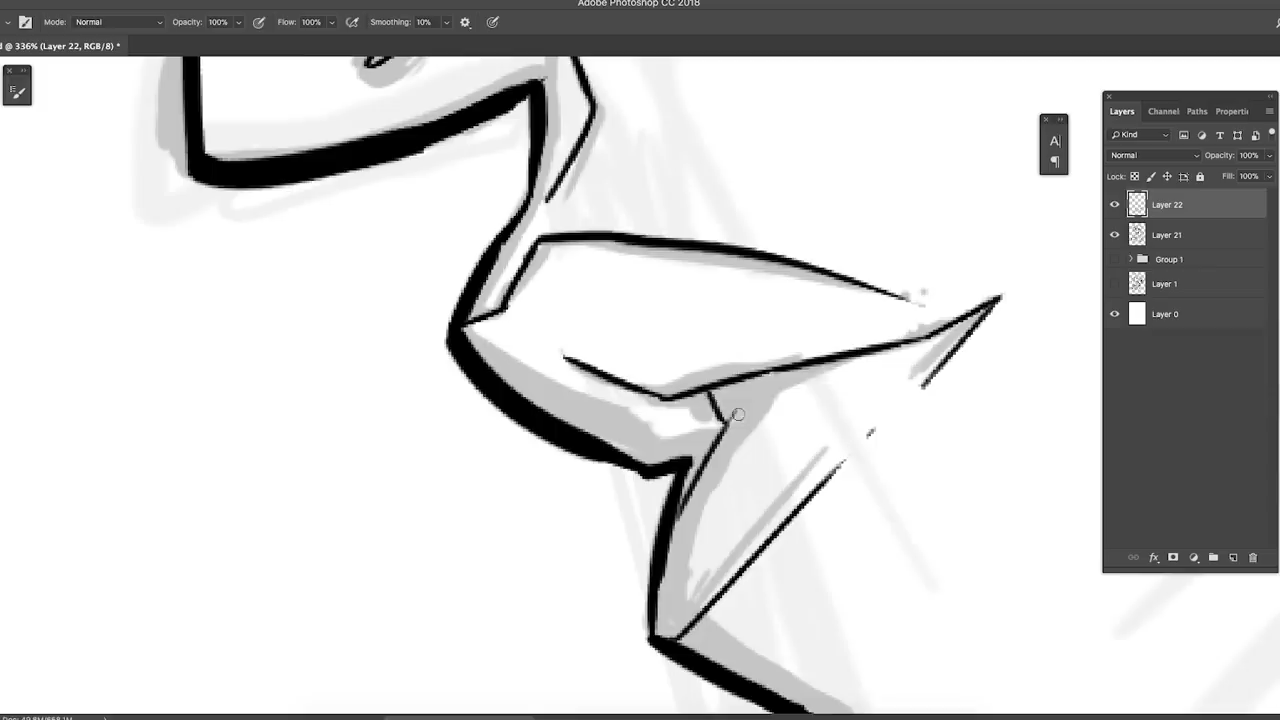 Adobe Photoshop CC 2018
Mode: Normal Opacity: 100% Flow: 100% Smoothing: 10%
d @ 336% (Layer 22, RGB/8) *
Layers Channel Paths Properti
Kind
Normal Opacity: 100%
Lock: Fill: 100%
Layer 22
Layer 21
Group 1
Layer 1
Layer 0
fx
A